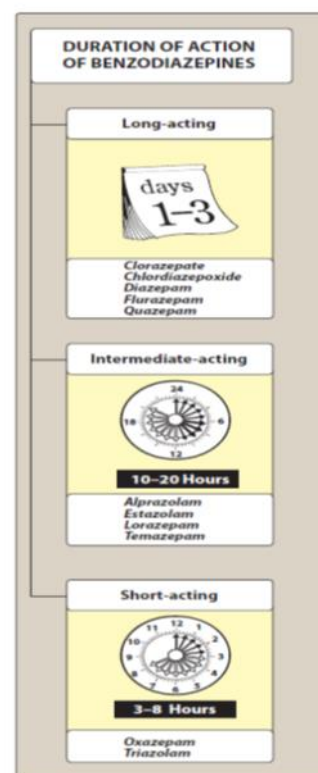 DURATION OF ACTION
OF BENZODIAZEPINES
Long-acting
days
1–3
Clorazepate
Chlordiazepoxide
Diazepam
Flurazepam
Quazepam
Intermediate-acting
24
18
6
12
10–20 Hours
Alprazolam
Estazolam
Lorazepam
Temazepam
Short-acting
12
11
1
10
2
9
3
8
4
7
5
6
3–8 Hours
Oxazepam
Triazolam